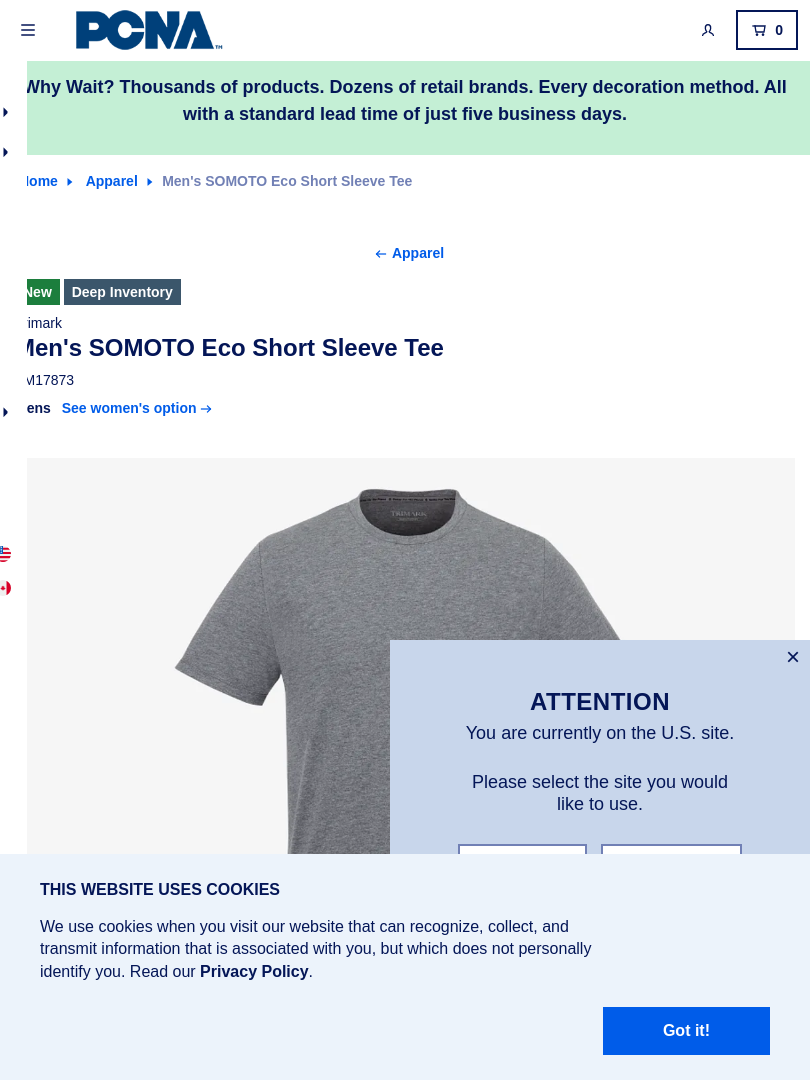 PCNA™
0
Why Wait? Thousands of products. Dozens of retail brands. Every decoration method. All
with a standard lead time of just five business days.
Home
Apparel
Men's SOMOTO Eco Short Sleeve Tee
Apparel
New
Deep Inventory
imark
Men's SOMOTO Eco Short Sleeve Tee
M17873
ens
See women's option
TRIMARK
ATTENTION
You are currently on the U.S. site.
Please select the site you would
like to use.
THIS WEBSITE USES COOKIES
We use cookies when you visit our website that can recognize, collect, and
transmit information that is associated with you, but which does not personally
identify you. Read our Privacy Policy.
Got it!